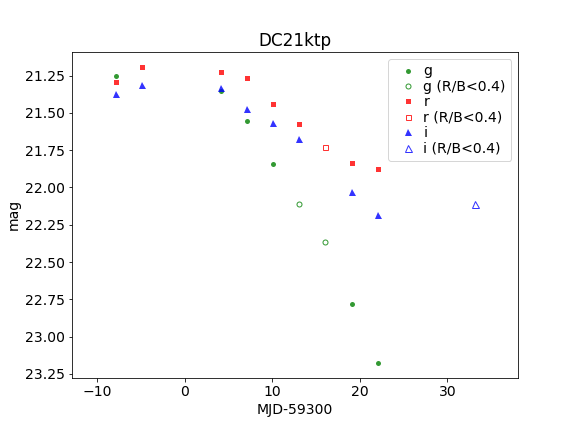 DC21ktp
g
g (R/B<0.4)
r
r (R/B<0.4)
i
i (R/B<0.4)
mag
21.25
21.50
21.75
22.00
22.25
22.50
22.75
23.00
23.25
−10 0 10 20 30
MJD-59300